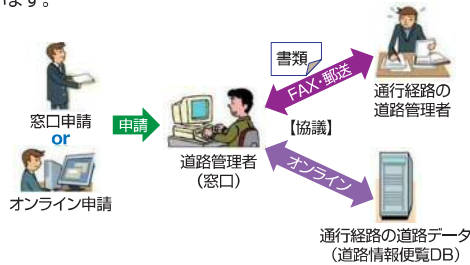 います。
書類
FAX・郵送
窓口申請
or
オンライン申請
申請
道路管理者
(窓口)
【協議】
オンライン
通行経路の
道路管理者
通行経路の道路データ
(道路情報便覧DB)